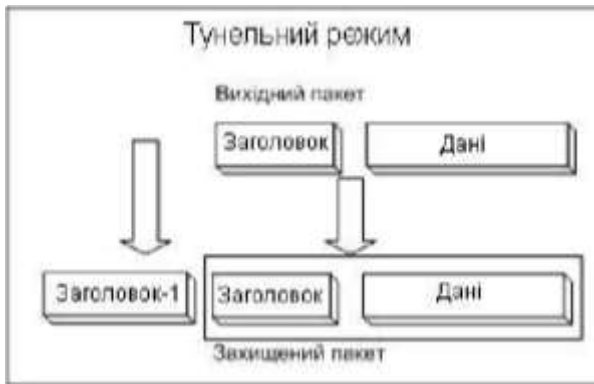 Тунельний режим
Вихідний пакет
Заголовок Дані
Заголовок-1 Заголовок Дані
Захищений пакет